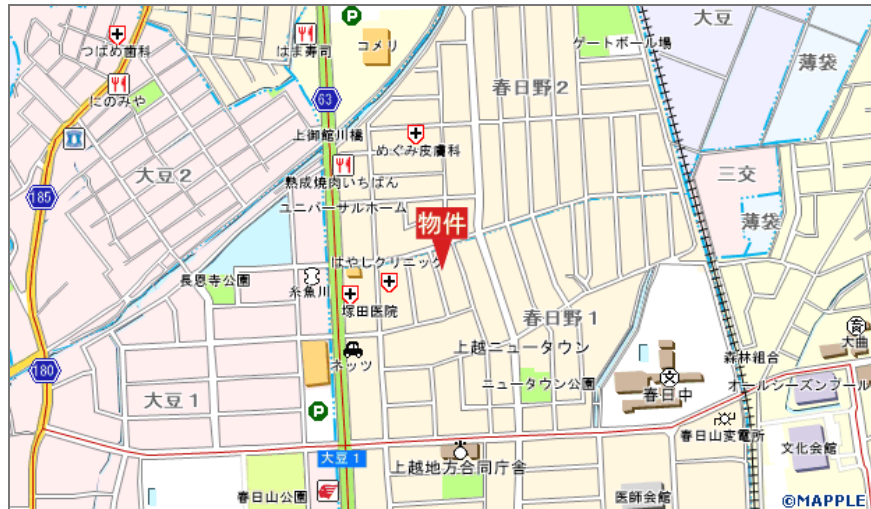 大豆
つばめ歯科
はま寿司
コメリ
ゲートボール場
薄袋
にのみや
63
春日野2
上御館川橋
めぐみ皮膚科
大豆2
熟成焼肉いちばん
三交
185
ユニバーサルホーム
物件
薄袋
はやしクリニック
長恩寺公園
糸魚川
塚田医院
春日野1
上越ニュータウン
大曲
森林組合
ネッツ
180
ニュータウン公園
春日中
オールシーズンプール
大豆1
春日山変電所
文化会館
大豆1
上越地方合同庁舎
春日山公園
医師会館
©MAPPLE